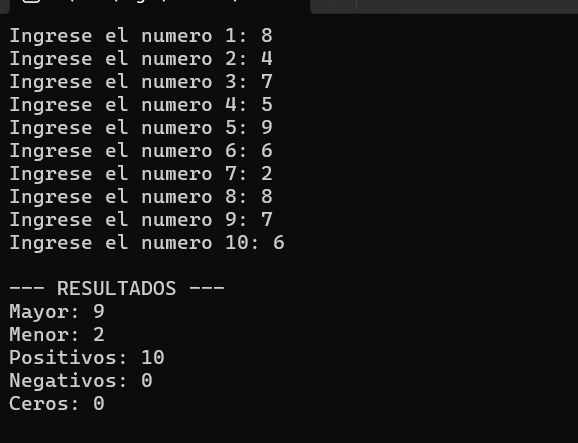 Ingrese el numero 1: 8
Ingrese el numero 2: 4
Ingrese el numero 3: 7
Ingrese el numero 4: 5
Ingrese el numero 5: 9
Ingrese el numero 6: 6
Ingrese el numero 7: 2
Ingrese el numero 8: 8
Ingrese el numero 9: 7
Ingrese el numero 10: 6
--- RESULTADOS ---
Mayor: 9
Menor: 2
Positivos: 10
Negativos: 0
Ceros: 0